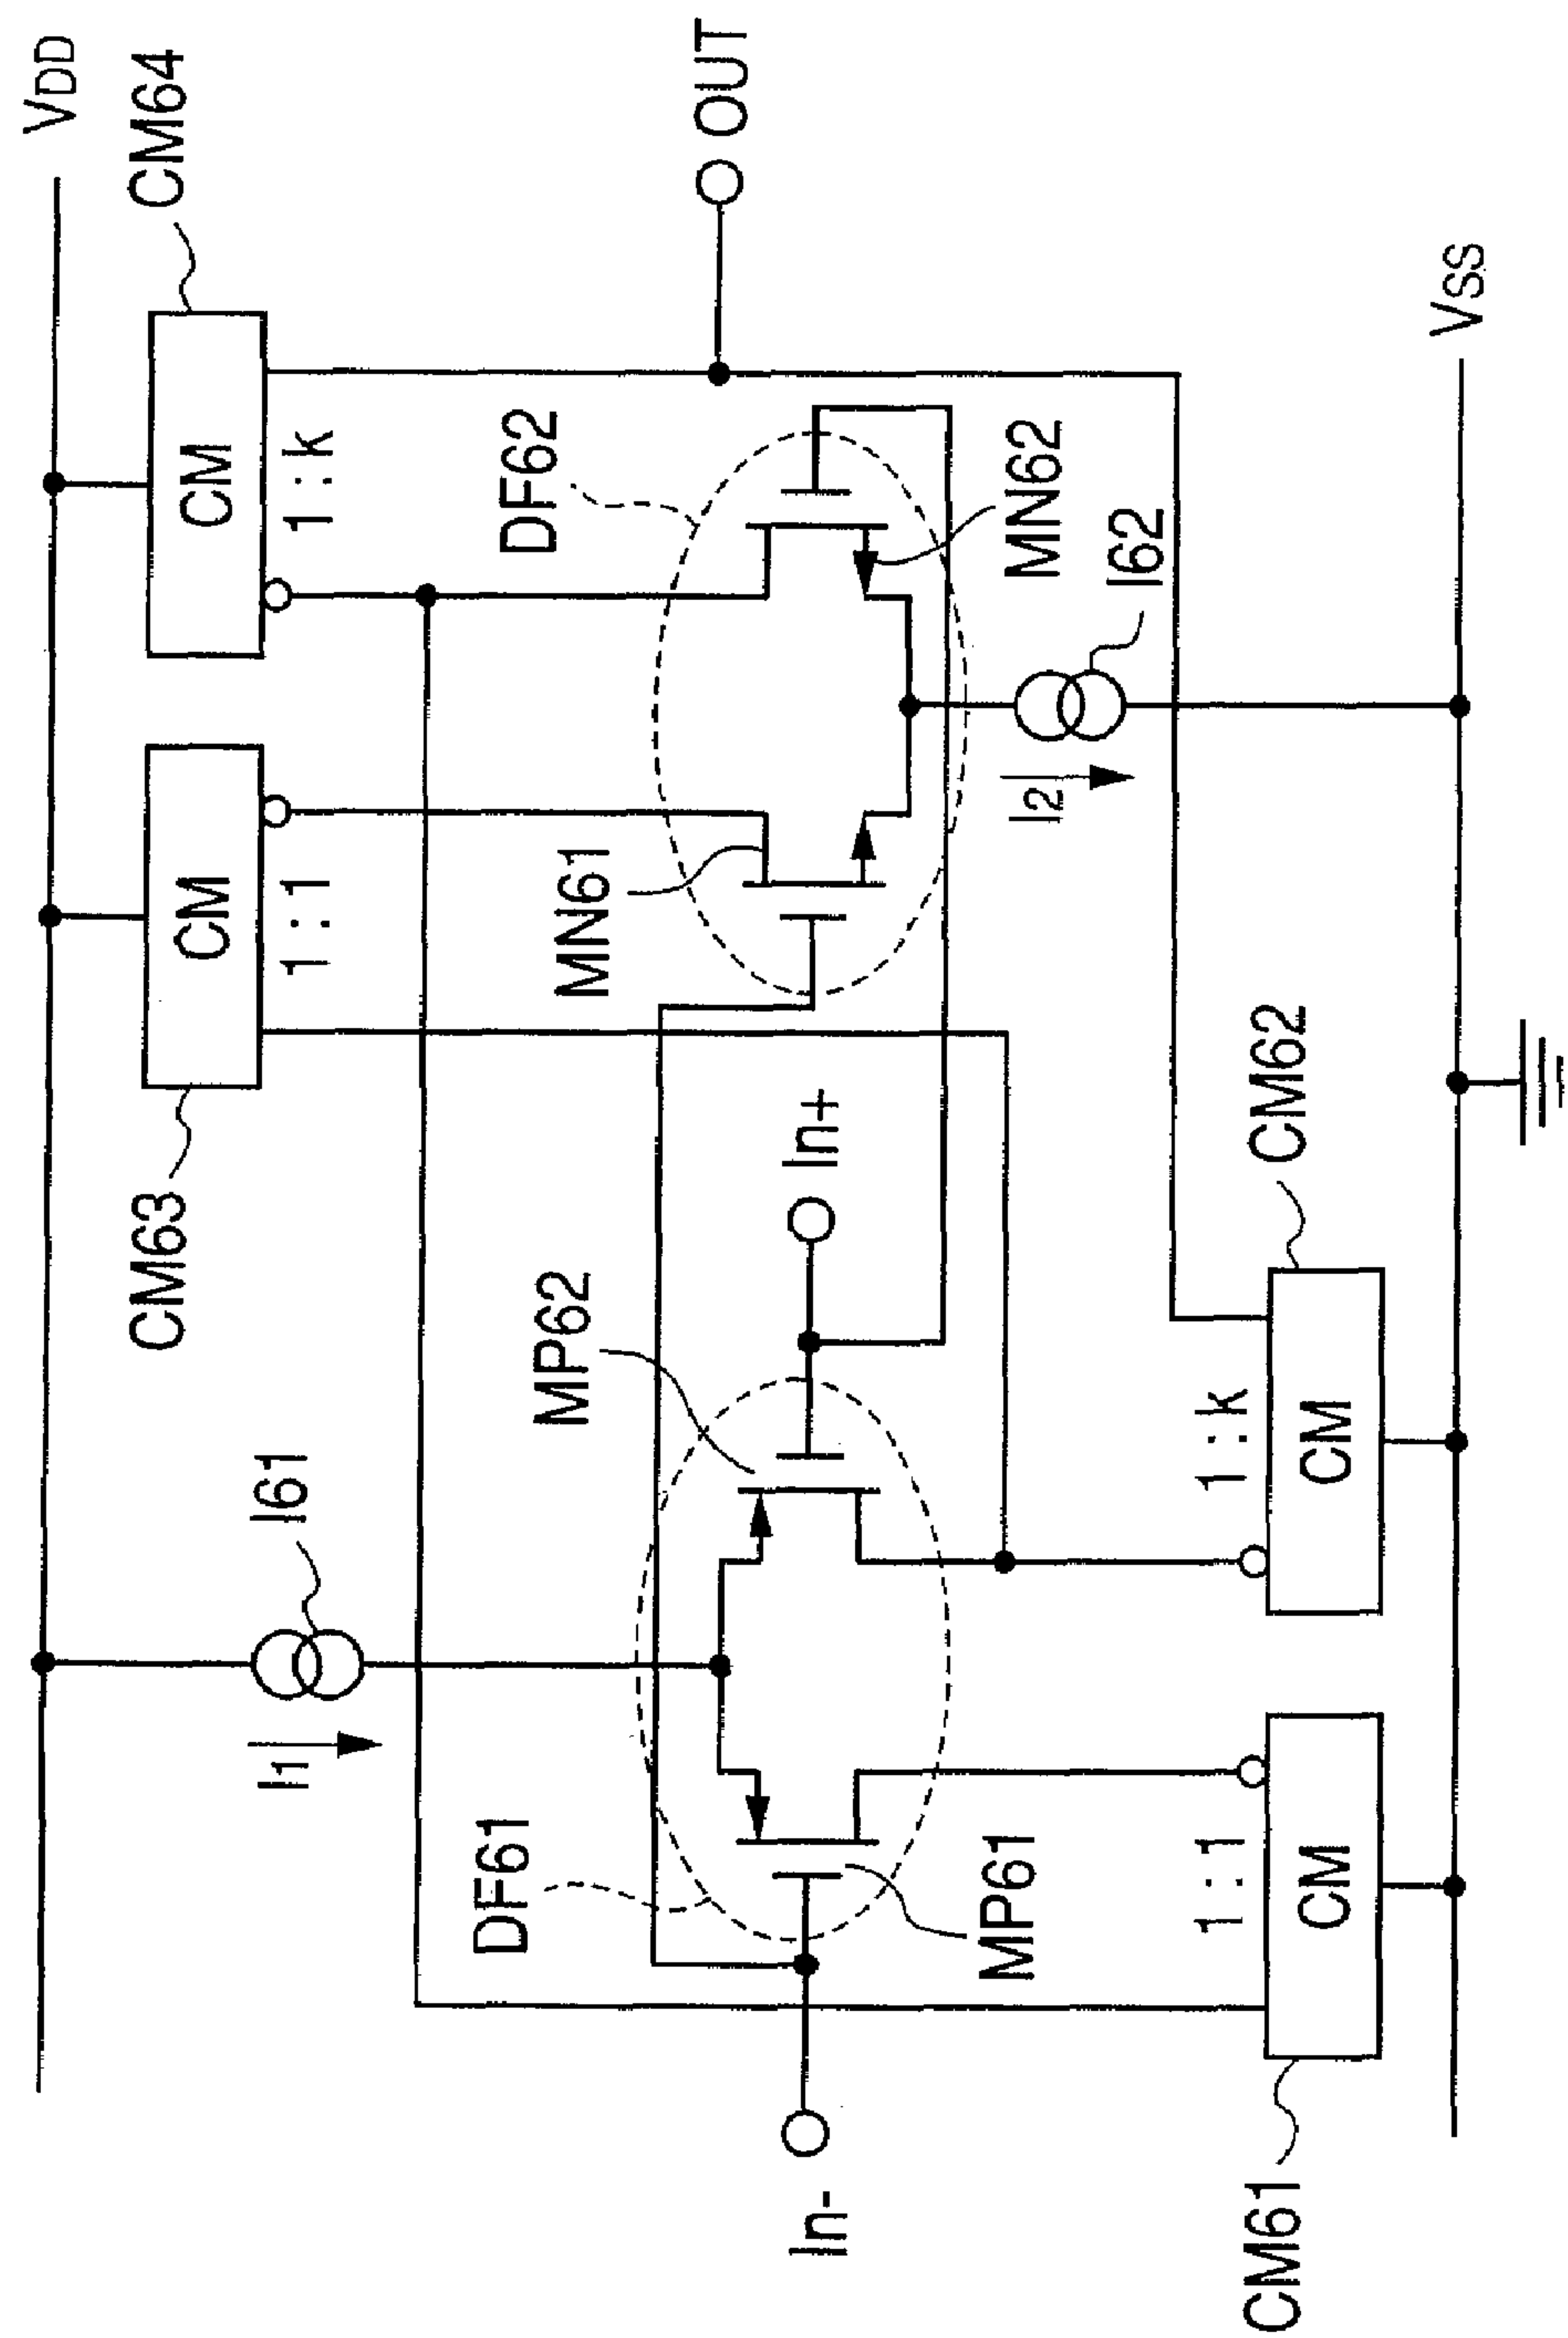 VDD
CM64
CM63
I61
CM
1 : k
CM
1 : 1
I1
OUT
DF62
MN61
MP62
DF61
In+
In-
MN62
I62
I2
MP61
VSS
CM62
1 : k
CM
1 : 1
CM
CM61